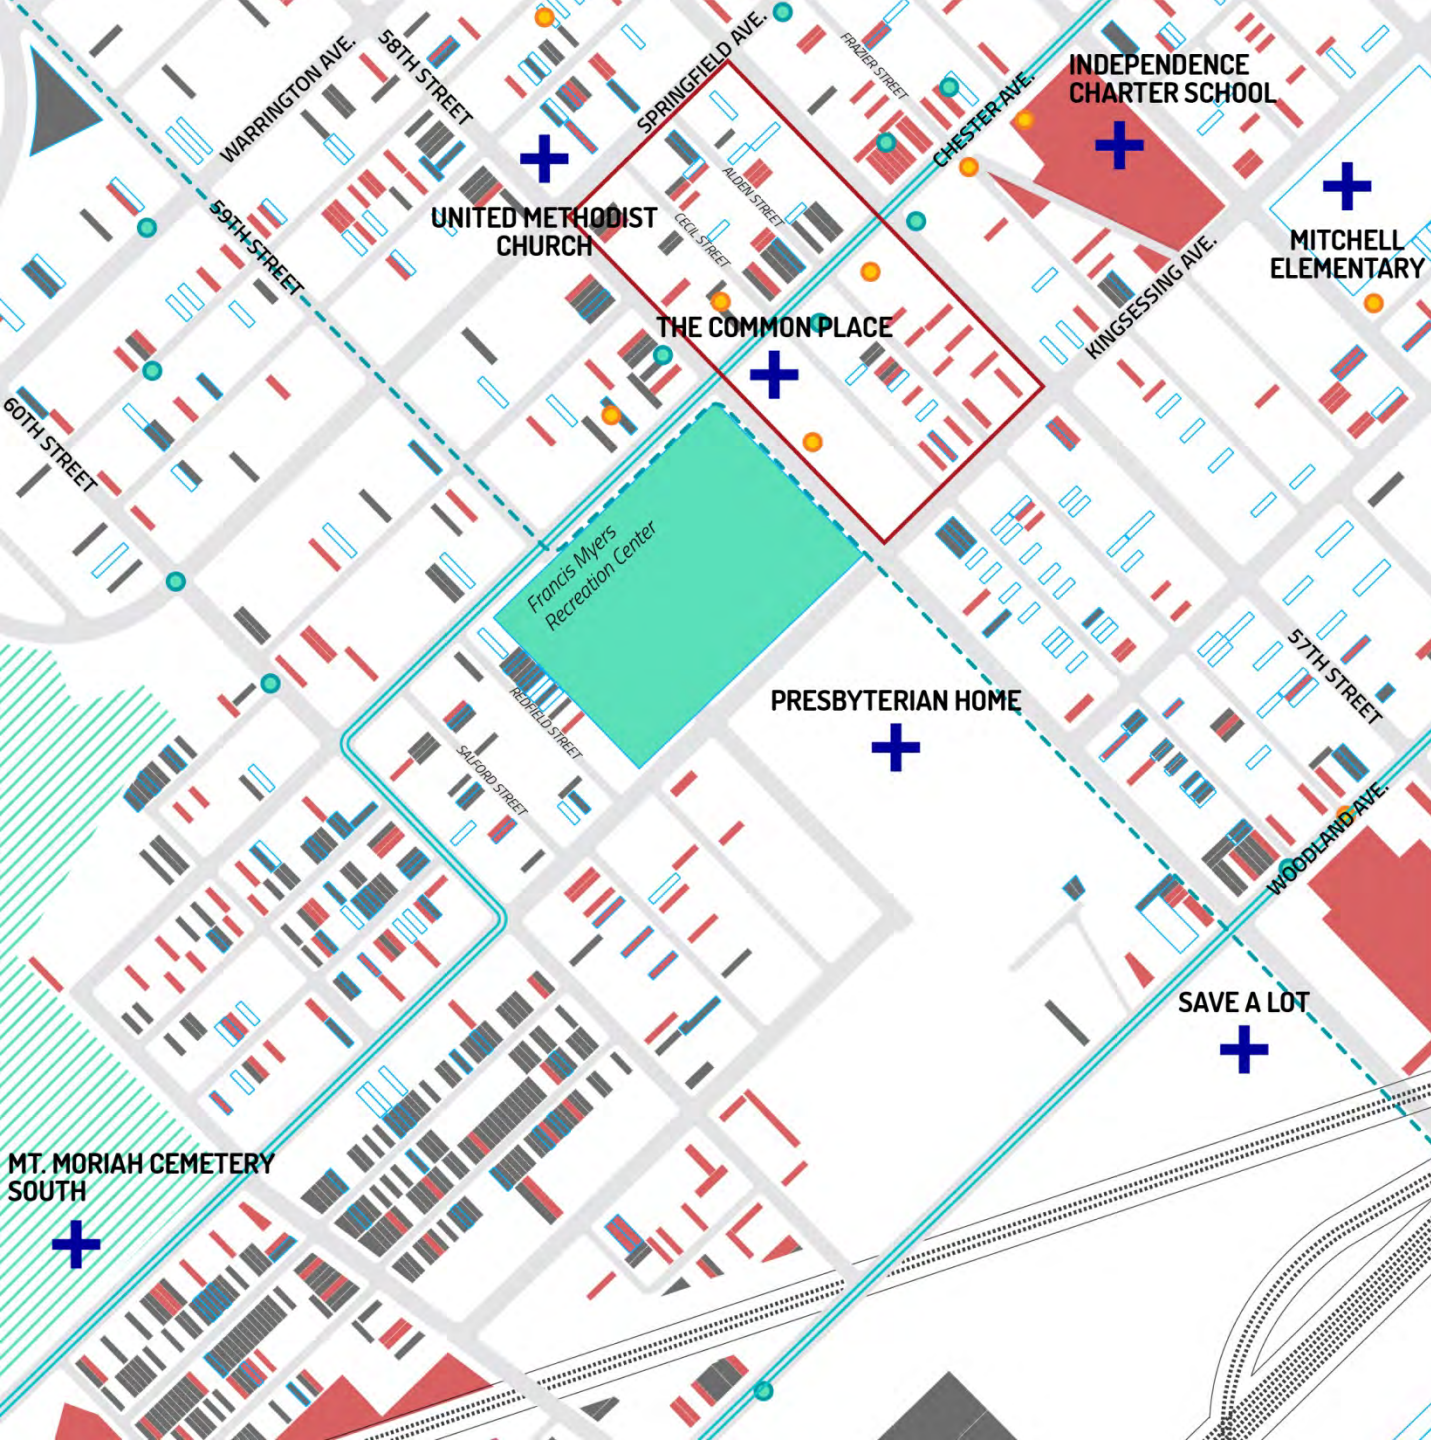 WARRINGTON AVE.
58TH STREET
SPRINGFIELD AVE.
FRAZIER STREET
CHESTER AVE.
INDEPENDENCE
CHARTER SCHOOL
59TH STREET
UNITED METHODIST
CHURCH
ALDEN STREET
CECIL STREET
MITCHELL
ELEMENTARY
KINGSESSING AVE.
THE COMMON PLACE
60TH STREET
Francis Myers
Recreation Center
57TH STREET
REDFIELD STREET
SALFORD STREET
PRESBYTERIAN HOME
WOODLAND AVE.
SAVE A LOT
MT. MORIAH CEMETERY
SOUTH